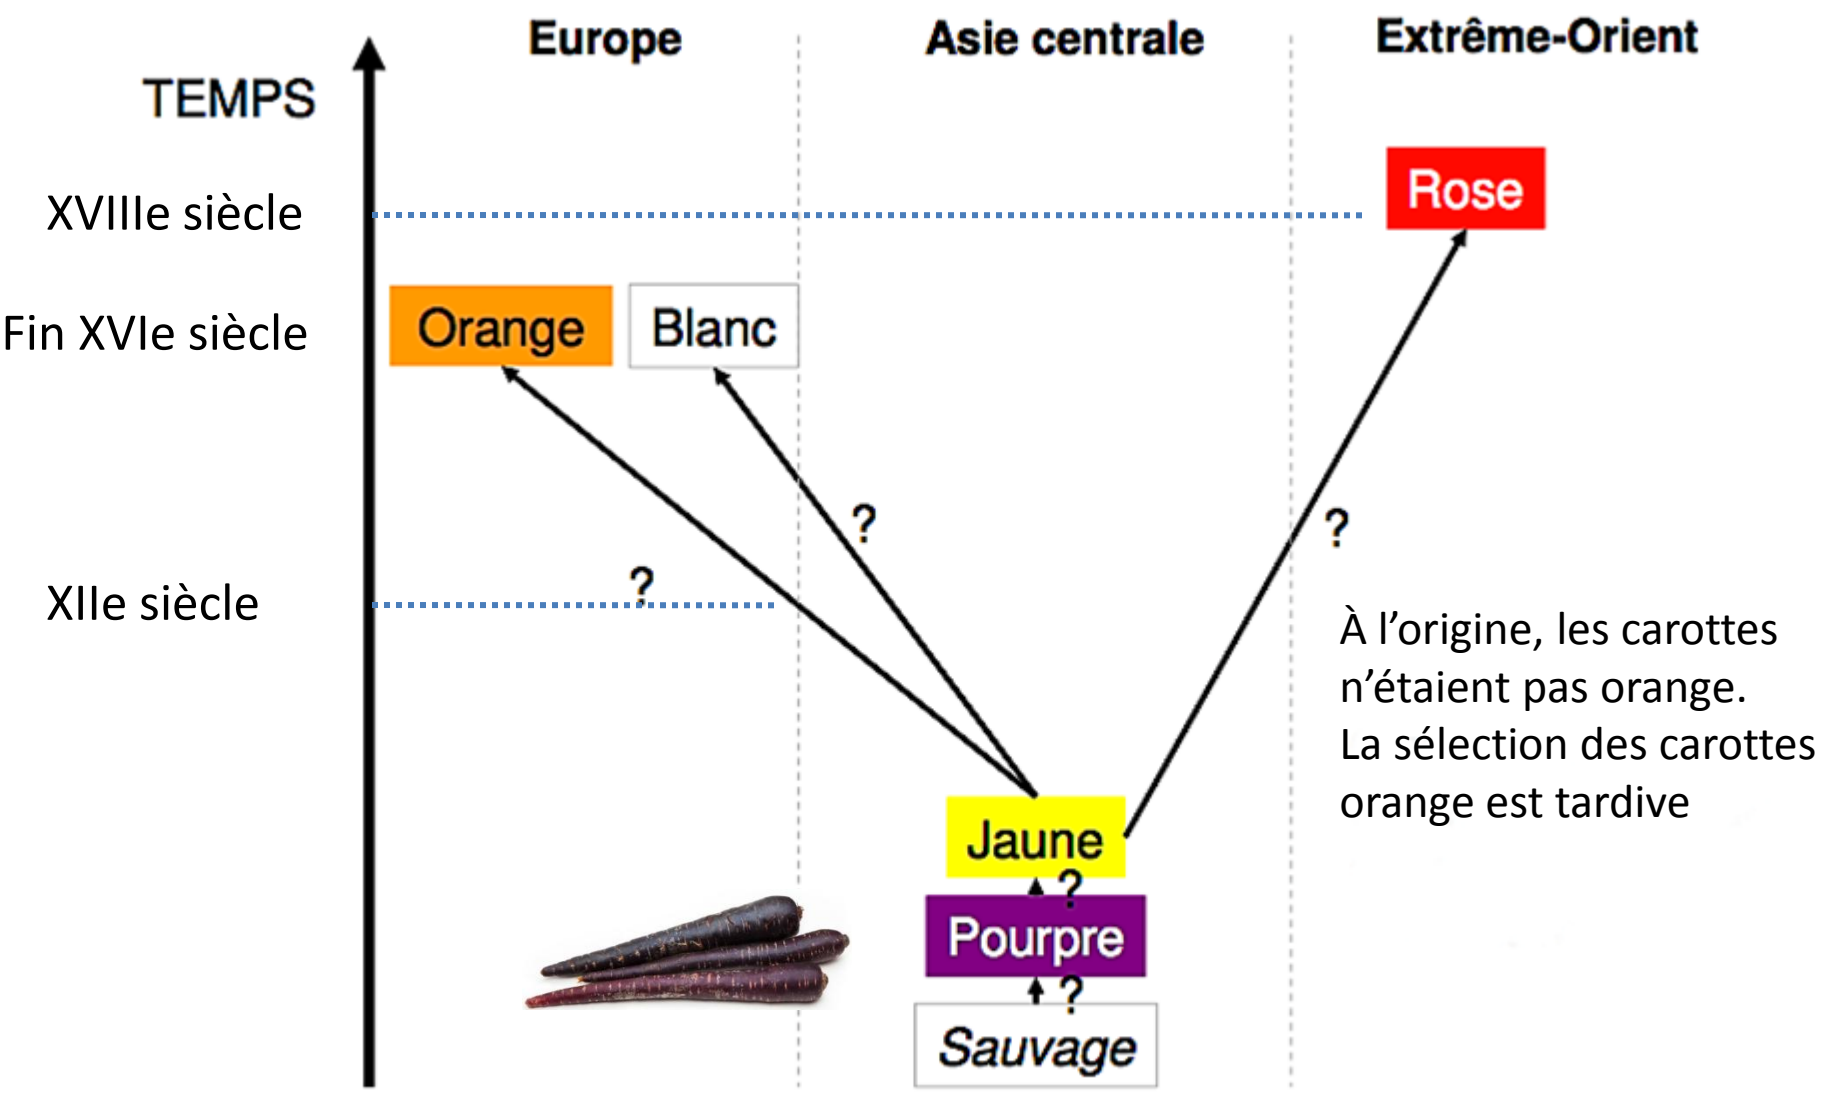 Europe
Asie centrale
Extrême-Orient
TEMPS
XVIIIe siècle
Rose
Fin XVIe siècle
Orange
Blanc
?
?
?
XIIe siècle
À l’origine, les carottes
n’étaient pas orange.
La sélection des carottes
orange est tardive
Jaune
?
Pourpre
?
Sauvage